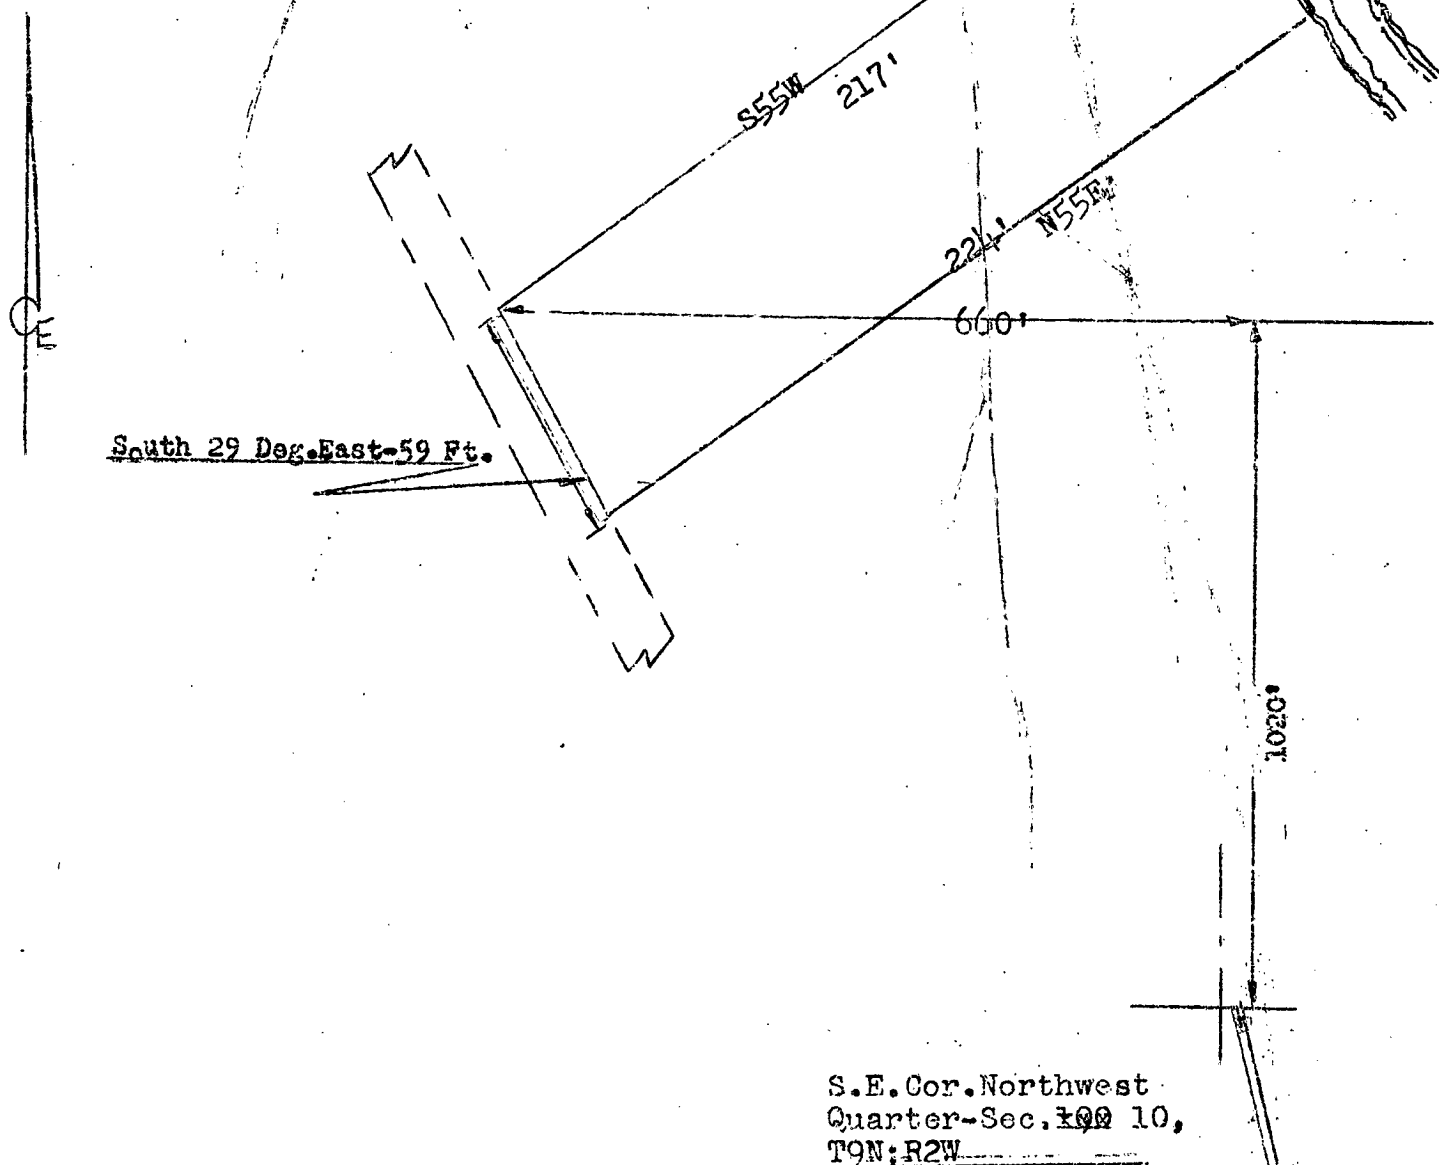 S55W
217'
N55E
224'
660'
E
South 29 Deg.East-59 Ft.
1020'
S.E.Cor.Northwest
Quarter-Sec. 10,
T9N;R2W